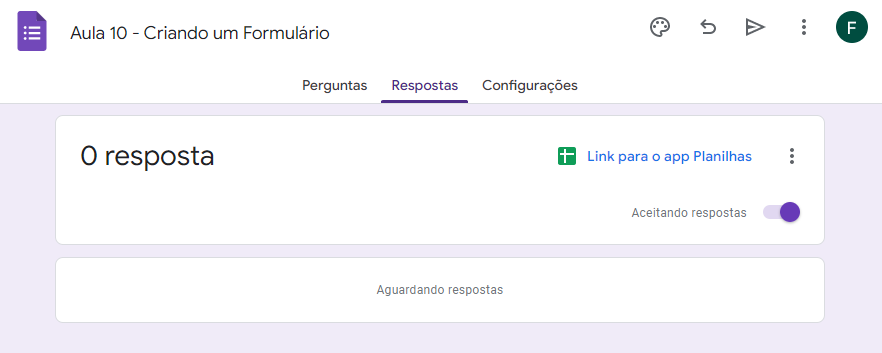 Aula 10 - Criando um Formulário
F
Perguntas Respostas Configurações
0 resposta
Link para o app Planilhas
Aceitando respostas
Aguardando respostas